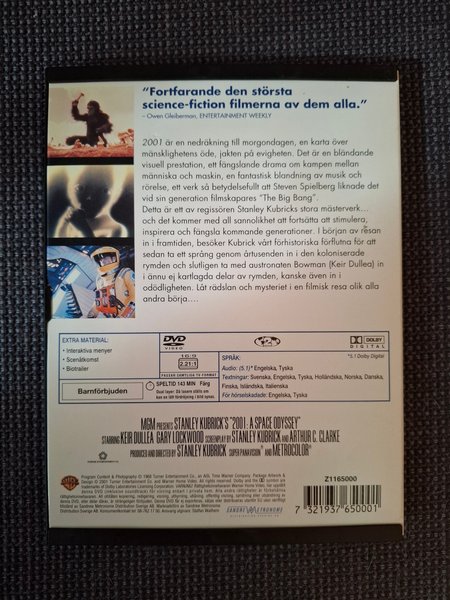 ”Fortfarande den största
science-fiction filmerna av dem alla.”
– Owen Gleiberman, ENTERTAINMENT WEEKLY
2001 är en nedräkning till morgondagen, en karta över
mänsklighetens öde, jakten på evigheten. Det är en bländande
visuell prestation, ett fängslande drama om kampen mellan
människa och maskin, en fantastisk blandning av musik och
rörelse, ett verk så betydelsefullt att Steven Spielberg liknade det
vid sin generation filmskapares ”The Big Bang”.
Detta är ett av regissören Stanley Kubricks stora mästerverk...
och det kommer med all sannolikhet att fortsätta att stimulera,
inspirera och fängsla kommande generationer. I början av resan
in i framtiden, besöker Kubrick vårt förhistoriska förflutna för att
sedan ta ett språng genom årtusenden in i den koloniserade
rymden och slutligen ta med austronaten Bowman (Keir Dullea) in
i ännu ej kartlagda delar av rymden, kanske även in i
odödligheten. Låt rädslan och mysteriet i en filmisk resa olik alla
andra börja....
EXTRA MATERIAL:
• Interaktiva menyer
• Scenåtkomst
• Biotrailer
Barnförbjuden
DVD
VIDEO
16:9
2.21:1
SPELTID 143 MIN Färg
2
DOLBY
DIGITAL
*5.1 Dolby Digital
SPRÅK:
Audio: (5.1)* Engelska, Tyska
Textningar: Svenska, Engelska, Tyska, Holländska, Norska, Danska,
Finska, Isländska, Italienska
För hörselskadade: Engelska, Tyska
MGM PRESENTS STANLEY KUBRICK'S "2001: A SPACE ODYSSEY"
STARRING KEIR DULLEA GARY LOCKWOOD SCREENPLAY BY STANLEY KUBRICK AND ARTHUR C. CLARKE
PRODUCED AND DIRECTED BY STANLEY KUBRICK SUPER PANAVISION® AND METROCOLOR®
Z1165000
SANDREW METRONOME
7 321937 650001